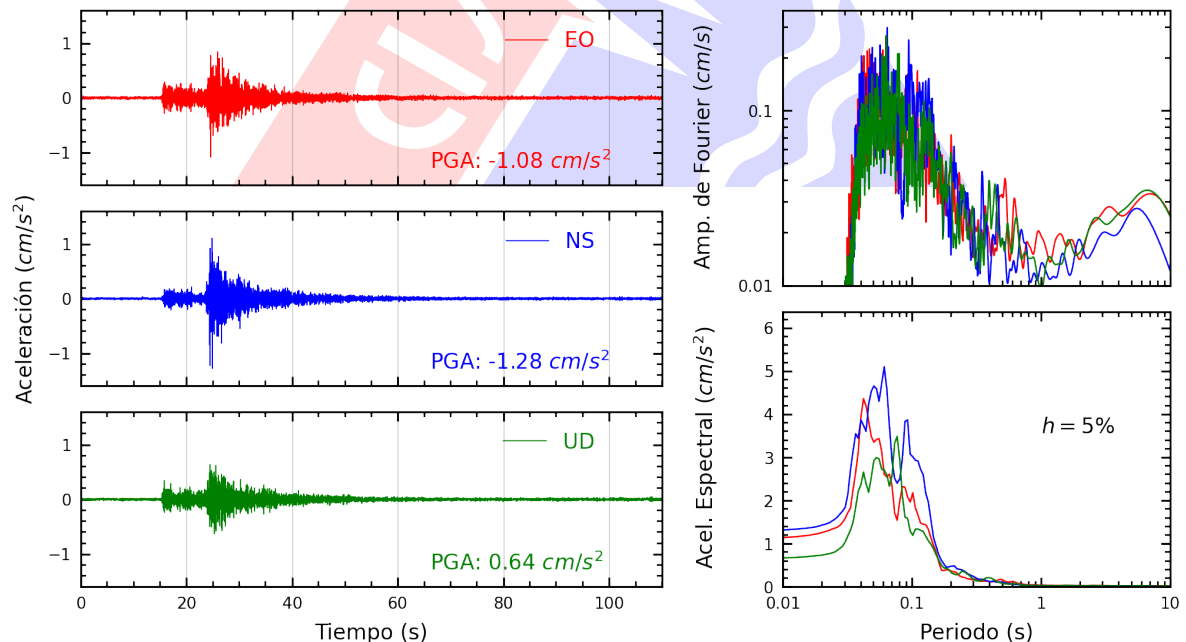 Aceleración (cm/s²)
1
0
−1
EO
PGA: -1.08 cm/s²
1
0
−1
NS
PGA: -1.28 cm/s²
1
0
−1
UD
PGA: 0.64 cm/s²
0 20 40 60 80 100
Tiempo (s)
Amp. de Fourier (cm/s)
0.1
0.01
Acel. Espectral (cm/s²)
6
5
4
3
2
1
0
h = 5%
0.01 0.1 1 10
Periodo (s)